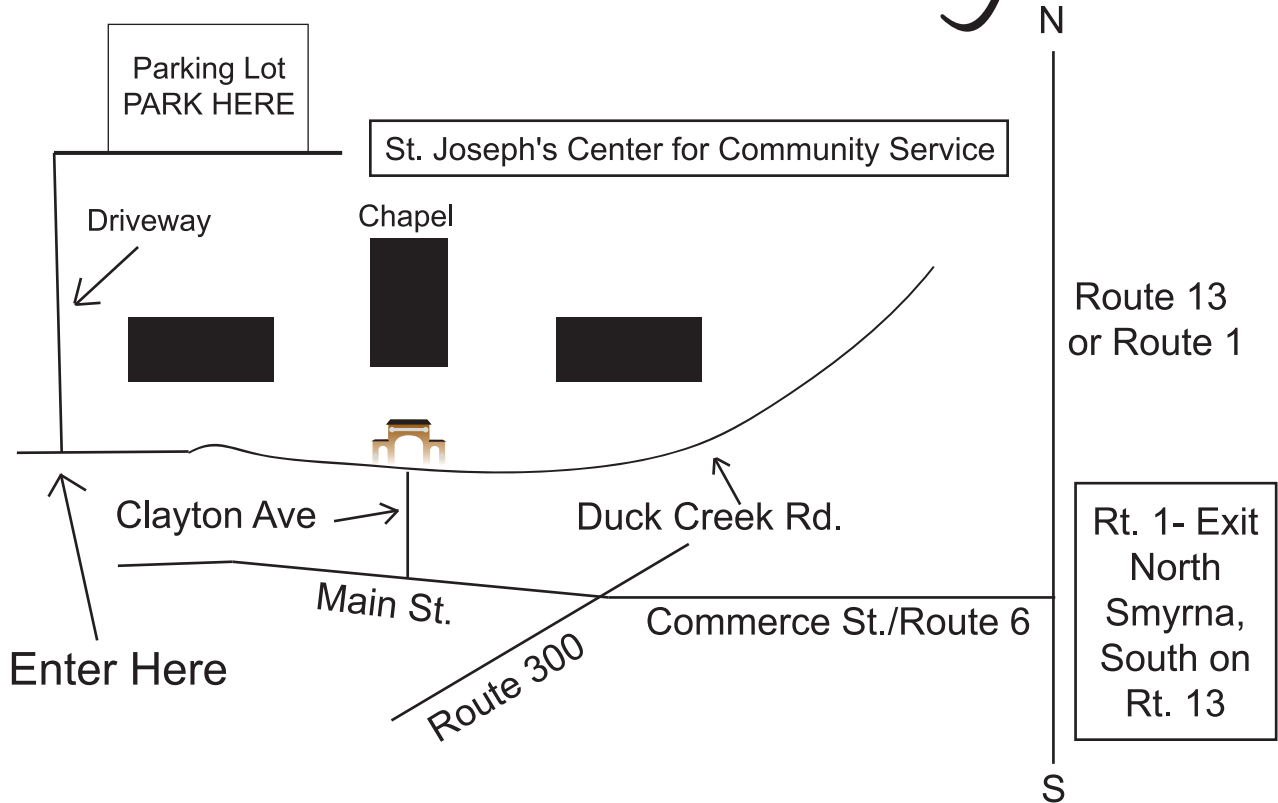 N
Parking Lot
PARK HERE
St. Joseph's Center for Community Service
Driveway
Chapel
Route 13
or Route 1
Clayton Ave
Duck Creek Rd.
Rt. 1- Exit
North
Smyrna,
South on
Rt. 13
Main St.
Commerce St./Route 6
Enter Here
Route 300
S